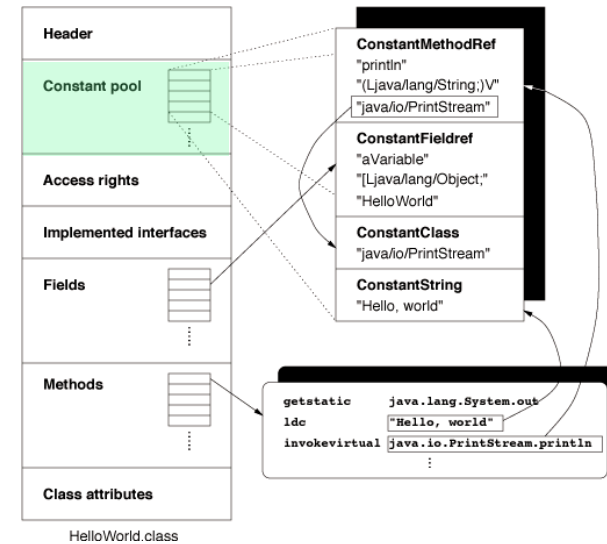 Header
Constant pool
Access rights
Implemented interfaces
Fields
Methods
Class attributes
HelloWorld.class
ConstantMethodRef
"println"
"(Ljava/lang/String;)V"
"java/io/PrintStream"
ConstantFieldref
"aVariable"
"[Ljava/lang/Object;"
"HelloWorld"
ConstantClass
"java/io/PrintStream"
ConstantString
"Hello, world"
getstatic java.lang.System.out
ldc "Hello, world"
invokevirtual java.io.PrintStream.println